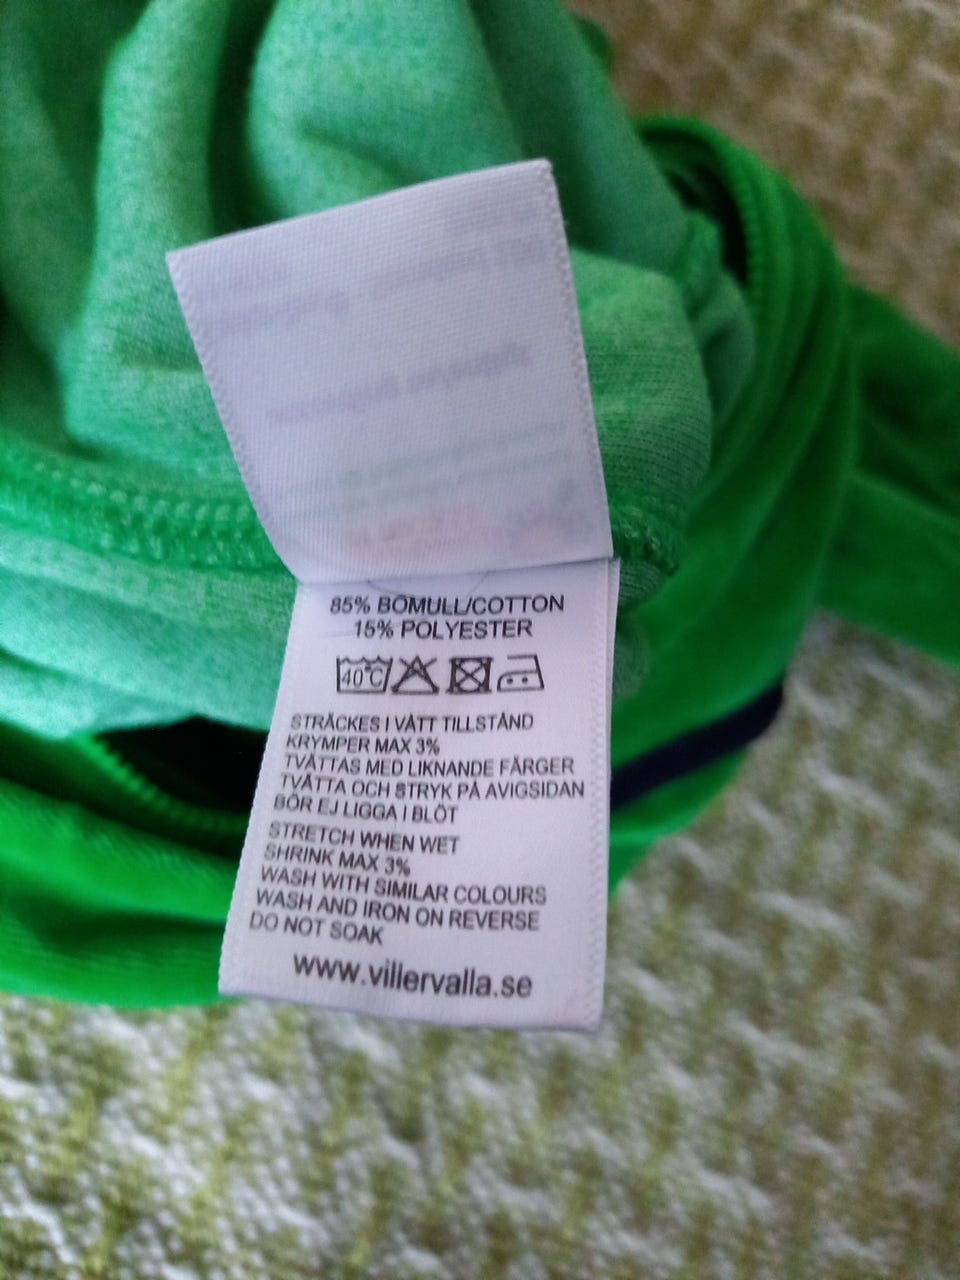 85% BOMULL/COTTON
15% POLYESTER
40°C
STRÄCKES I VÅTT TILLSTÅND
KRYMPER MAX 3%
TVÄTTAS MED LIKNANDE FÄRGER
TVÄTTA OCH STRYK PÅ AVIGSIDAN
BÖR EJ LIGGA I BLÖT
STRETCH WHEN WET
SHRINK MAX 3%
WASH WITH SIMILAR COLOURS
WASH AND IRON ON REVERSE
DO NOT SOAK
www.villervalla.se